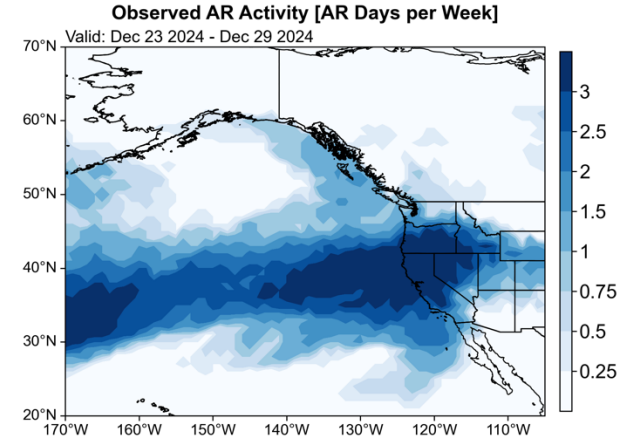 Observed AR Activity [AR Days per Week]
Valid: Dec 23 2024 - Dec 29 2024
70°N
60°N
50°N
40°N
30°N
20°N
170°W 160°W 150°W 140°W 130°W 120°W 110°W
3
2.5
2
1.5
1
0.75
0.5
0.25